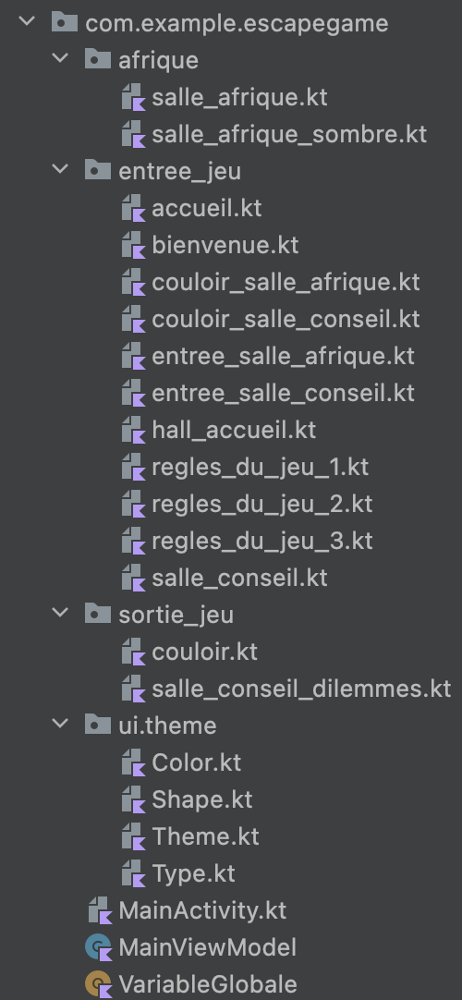 com.example.escapegame
afrique
salle_afrique.kt
salle_afrique_sombre.kt
entree_jeu
accueil.kt
bienvenue.kt
couloir_salle_afrique.kt
couloir_salle_conseil.kt
entree_salle_afrique.kt
entree_salle_conseil.kt
hall_accueil.kt
regles_du_jeu_1.kt
regles_du_jeu_2.kt
regles_du_jeu_3.kt
salle_conseil.kt
sortie_jeu
couloir.kt
salle_conseil_dilemmes.kt
ui.theme
Color.kt
Shape.kt
Theme.kt
Type.kt
MainActivity.kt
MainViewModel
VariableGlobale